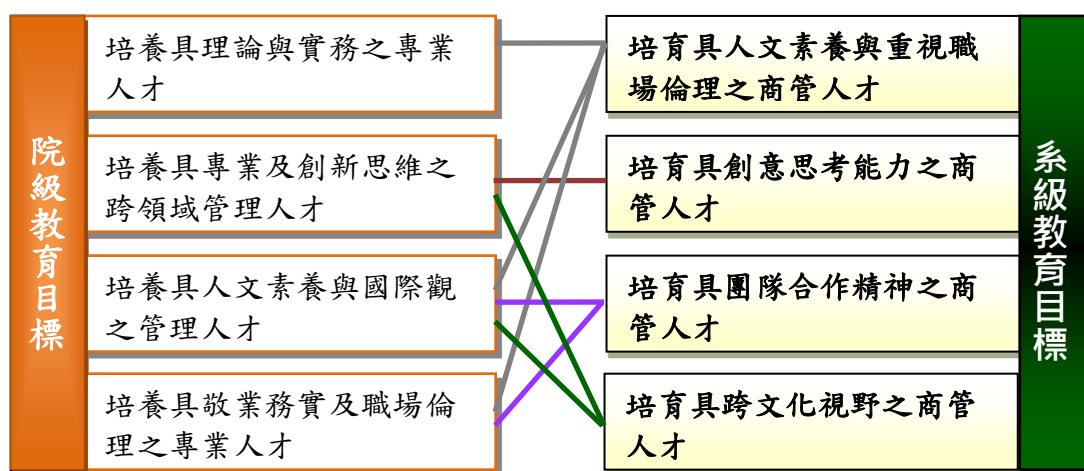 院級教育目標
培養具理論與實務之專業
人才
培養具專業及創新思維之
跨領域管理人才
培養具人文素養與國際觀
之管理人才
培養具敬業務實及職場倫
理之專業人才
培育具人文素養與重視職
場倫理之商管人才
培育具創意思考能力之商
管人才
培育具團隊合作精神之商
管人才
培育具跨文化視野之商管
人才
系級教育目標